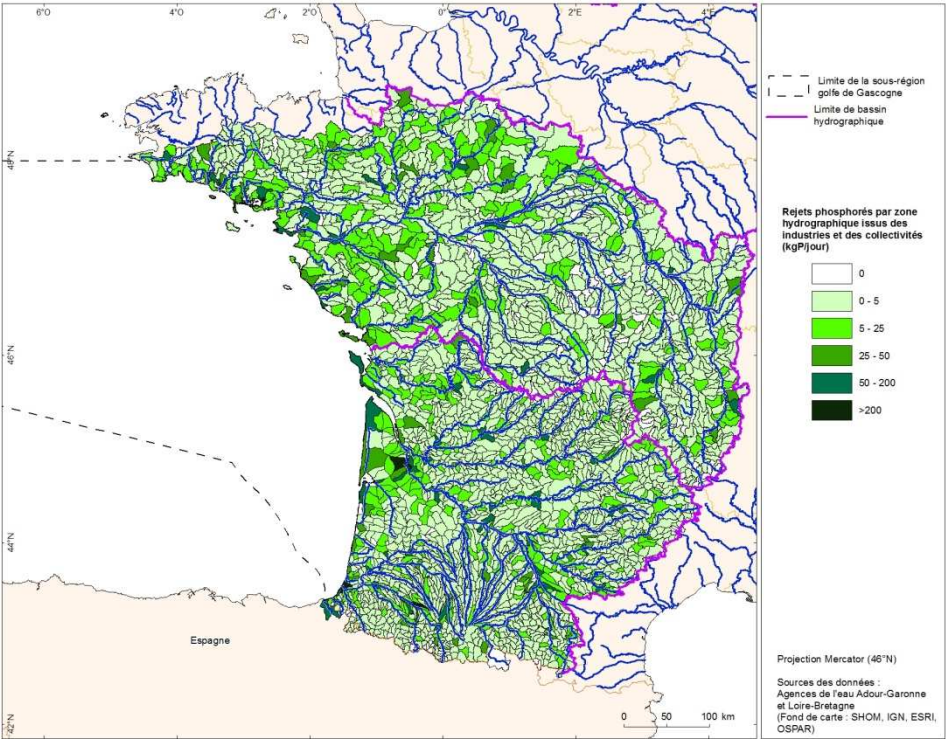 6°0' 4°0' 2°0' 0° 2°E 4°E
48°N
46°N
44°N
42°N
Espagne
0 50 100 km
Limite de la sous-région
golfe de Gascogne
Limite de bassin
hydrographique
Rejets phosphorés par zone
hydrographique issus des
industries et des collectivités
(kgP/jour)
0
0 - 5
5 - 25
25 - 50
50 - 200
>200
Projection Mercator (46°N)
Sources des données :
Agences de l'eau Adour-Garonne
et Loire-Bretagne
(Fond de carte : SHOM, IGN, ESRI,
OSPAR)